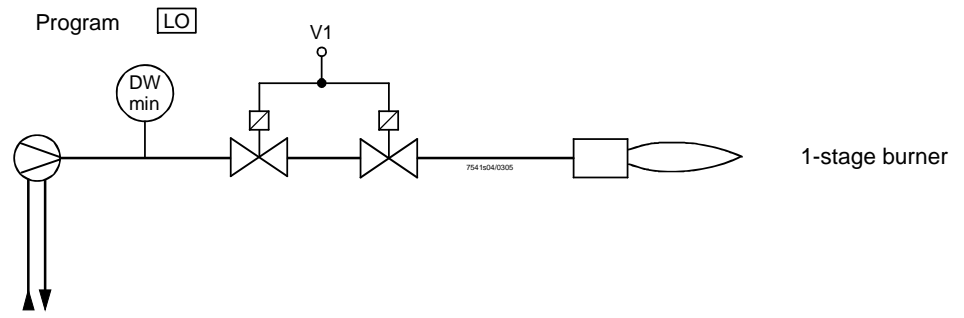 Program LO
V1
DW
min
1-stage burner
7541s04/0305